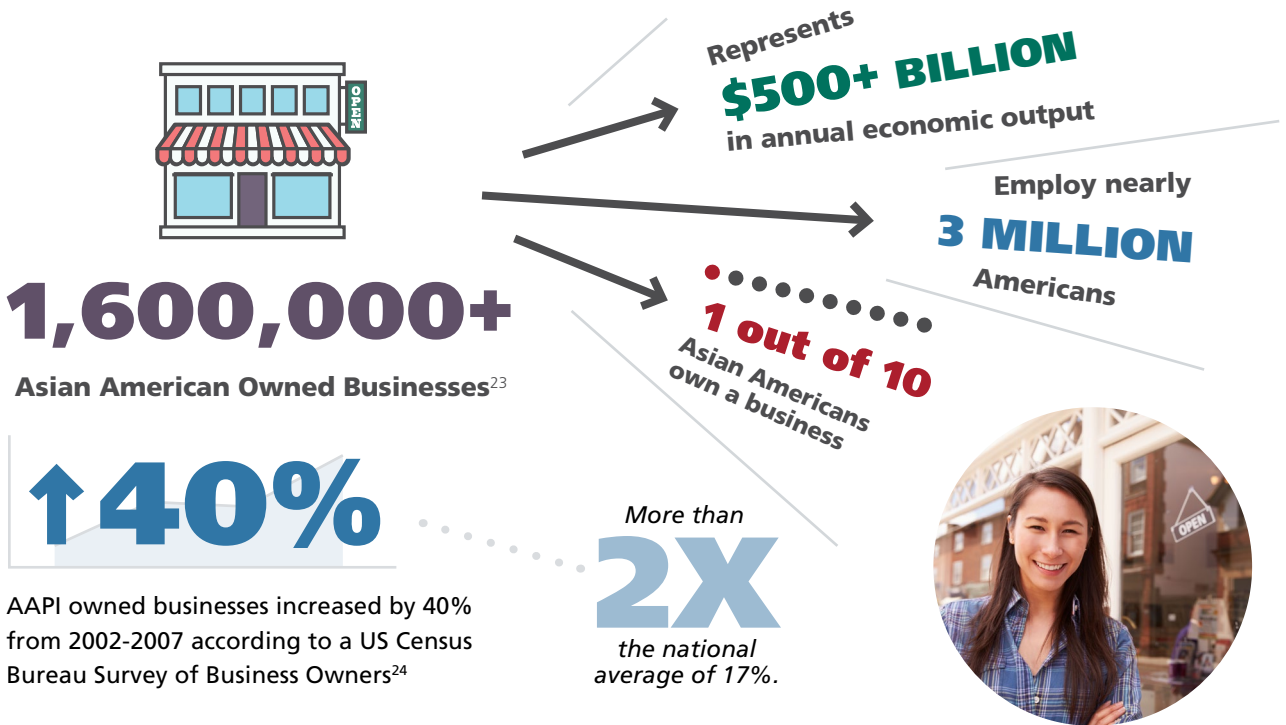 OPEN
1,600,000+
Asian American Owned Businesses23
Represents
$500+ BILLION
in annual economic output
Employ nearly
3 MILLION
Americans
1 out of 10
Asian Americans
own a business
↑40%
AAPI owned businesses increased by 40%
from 2002-2007 according to a US Census
Bureau Survey of Business Owners24
More than
2X
the national
average of 17%.
OPEN